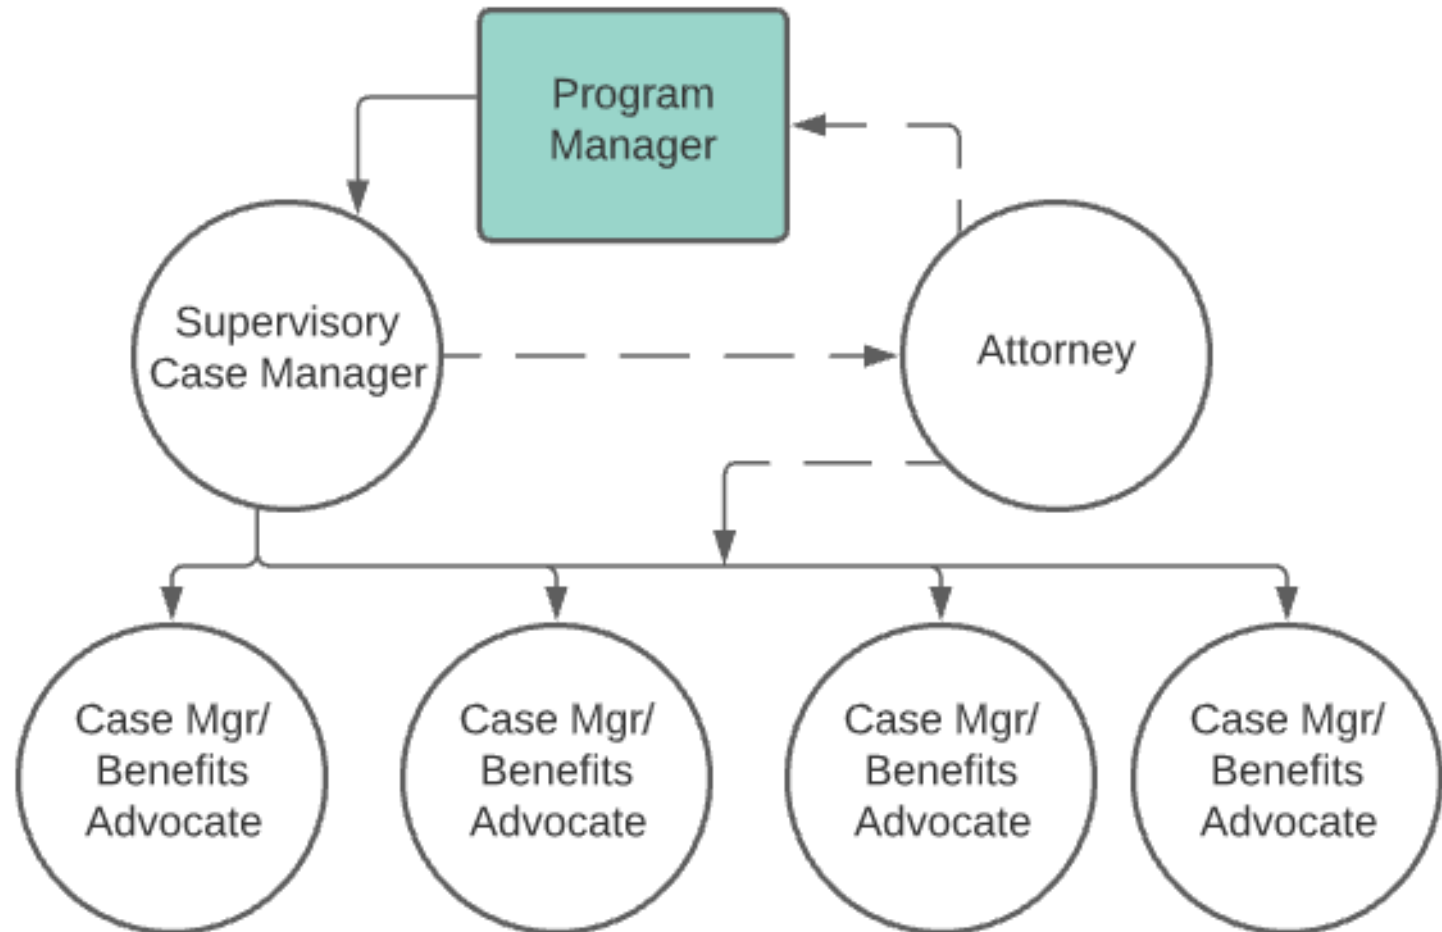 Program
Manager
Supervisory
Case Manager
Attorney
Case Mgr/
Benefits
Advocate
Case Mgr/
Benefits
Advocate
Case Mgr/
Benefits
Advocate
Case Mgr/
Benefits
Advocate